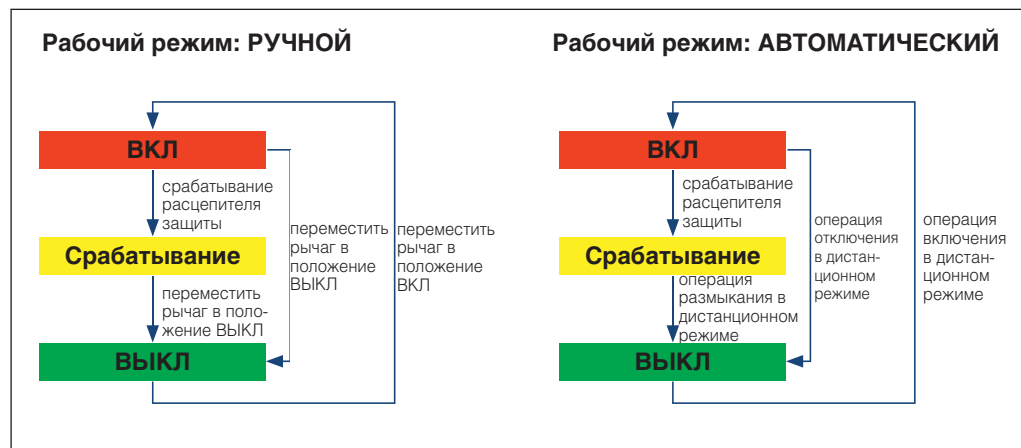 Рабочий режим: РУЧНОЙ
ВКЛ
срабатывание
расцепителя
защиты
Срабатывание
переместить
рычаг в поло-
жение ВЫКЛ
ВЫКЛ
переместить
рычаг в
положение
ВЫКЛ
переместить
рычаг в
положение
ВКЛ
Рабочий режим: АВТОМАТИЧЕСКИЙ
ВКЛ
срабатывание
расцепителя
защиты
Срабатывание
операция
размыкания в
дистанционном
режиме
ВЫКЛ
операция
отключения
в дистан-
ционном
режиме
операция
включения
в дистан-
ционном
режиме